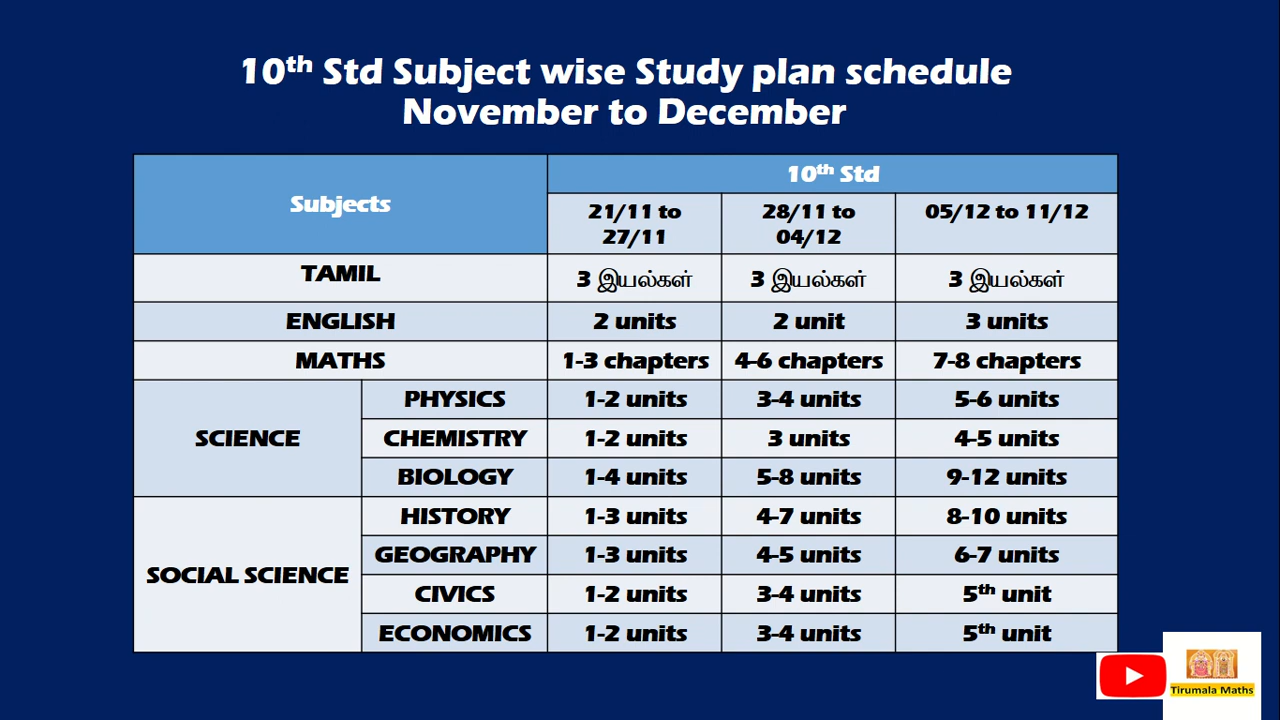 10th Std Subject wise Study plan schedule
November to December
Subjects
10th Std
21/11 to
27/11
28/11 to
04/12
05/12 to 11/12
TAMIL
3 இயல்கள்
3 இயல்கள்
3 இயல்கள்
ENGLISH
2 units
2 unit
3 units
MATHS
1-3 chapters
4-6 chapters
7-8 chapters
SCIENCE
PHYSICS
1-2 units
3-4 units
5-6 units
CHEMISTRY
1-2 units
3 units
4-5 units
BIOLOGY
1-4 units
5-8 units
9-12 units
SOCIAL SCIENCE
HISTORY
1-3 units
4-7 units
8-10 units
GEOGRAPHY
1-3 units
4-5 units
6-7 units
CIVICS
1-2 units
3-4 units
5th unit
ECONOMICS
1-2 units
3-4 units
5th unit
Tirumala Maths